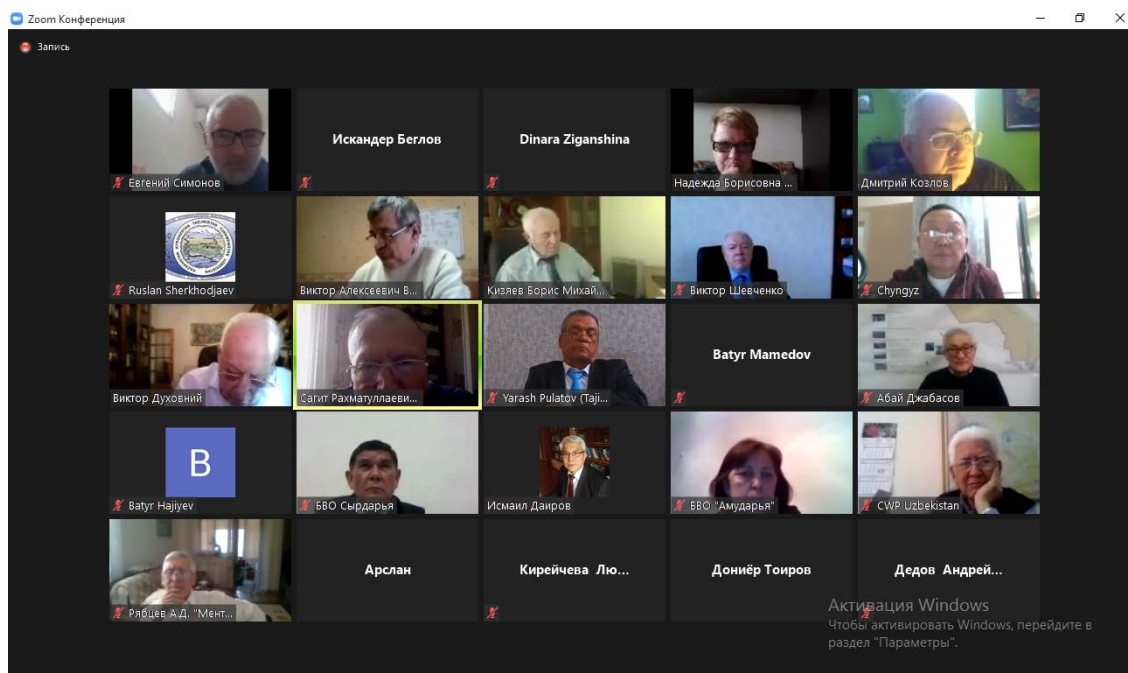 Zoom Конференция
Запись
Евгений Симонов
Искандер Беглов
Dinara Ziganshina
Надежда Борисовна ...
Дмитрий Козлов
Ruslan Sherkhodjaev
Виктор Алексеевич В...
Кизяев Борис Михай...
Виктор Шевченко
Chyngyz
Виктор Духовний
Сагит Рахматуллаеви...
Yarash Pulatov (Taji...
Batyr Mamedov
Абай Джабасов
B
Batyr Hajiyev
БВО Сырдарья
Исмаил Даиров
БВО "Амударья"
CWP Uzbekistan
Рябцев А.Д. "Мент...
Арслан
Кирейчева Лю...
Дониёр Тоиров
Дедов Андрей...
Активация Windows
Чтобы активировать Windows, перейдите в
раздел "Параметры".